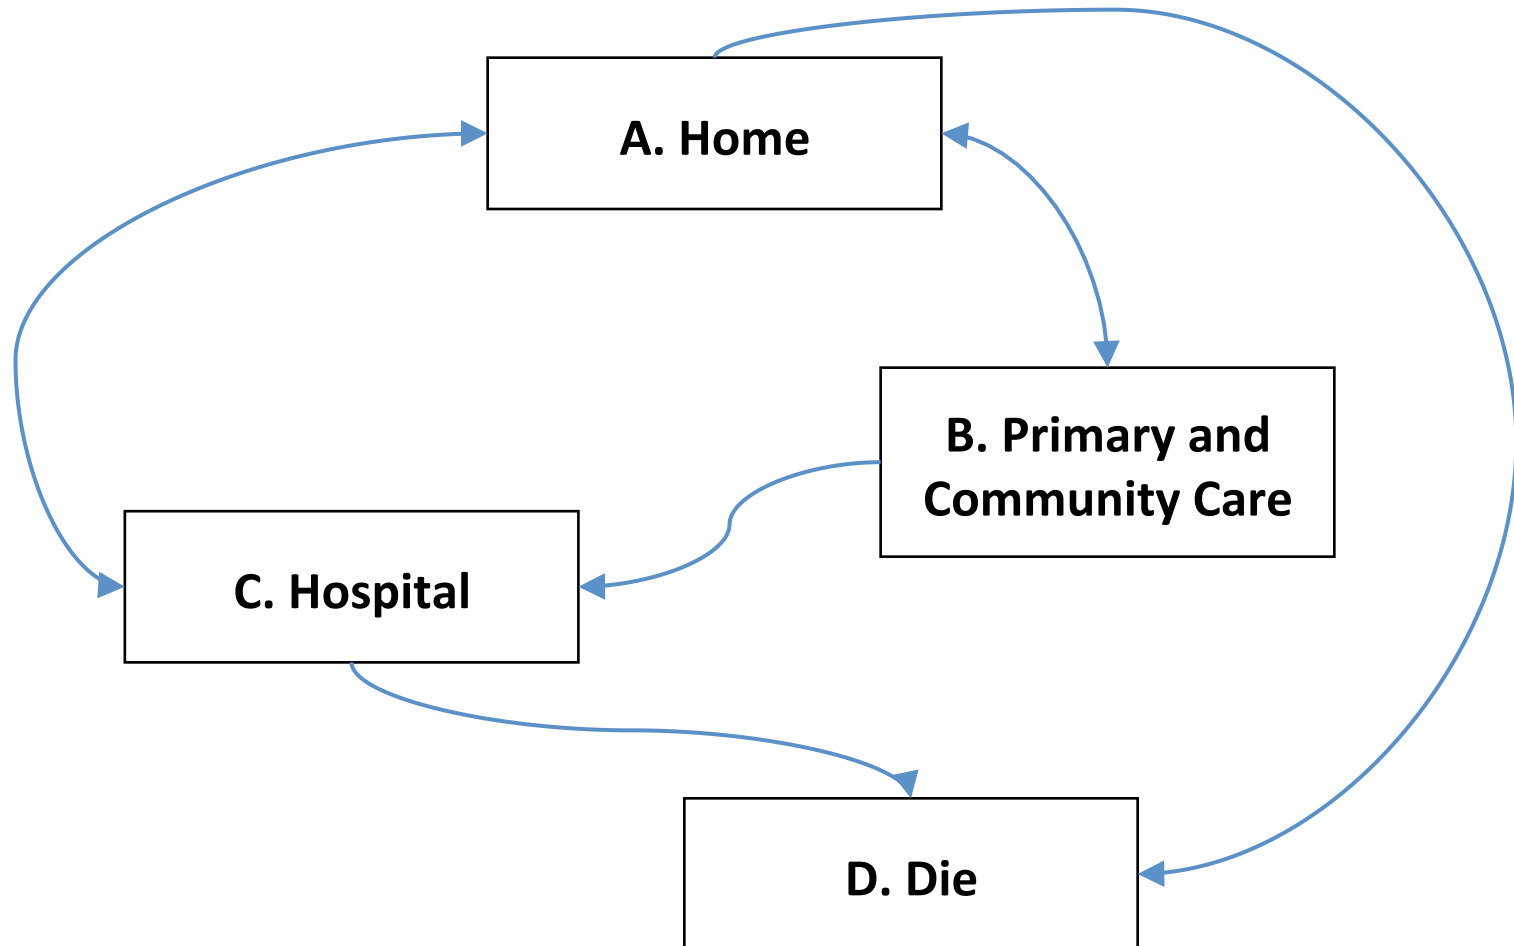 A. Home
B. Primary and
Community Care
C. Hospital
D. Die